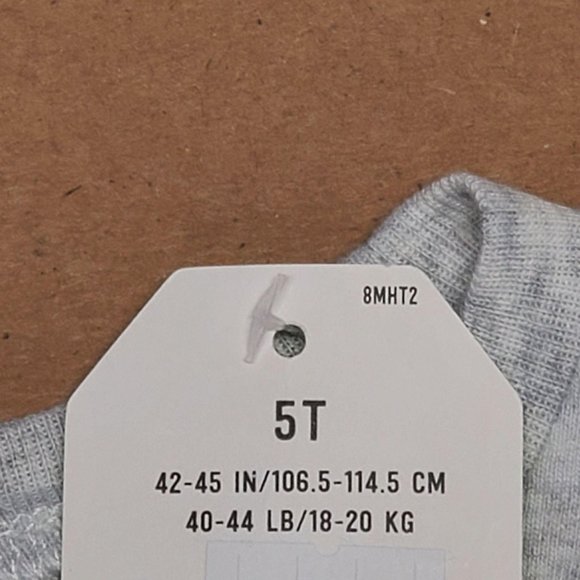 8MHT2
5T
42-45 IN/106.5-114.5 CM
40-44 LB/18-20 KG